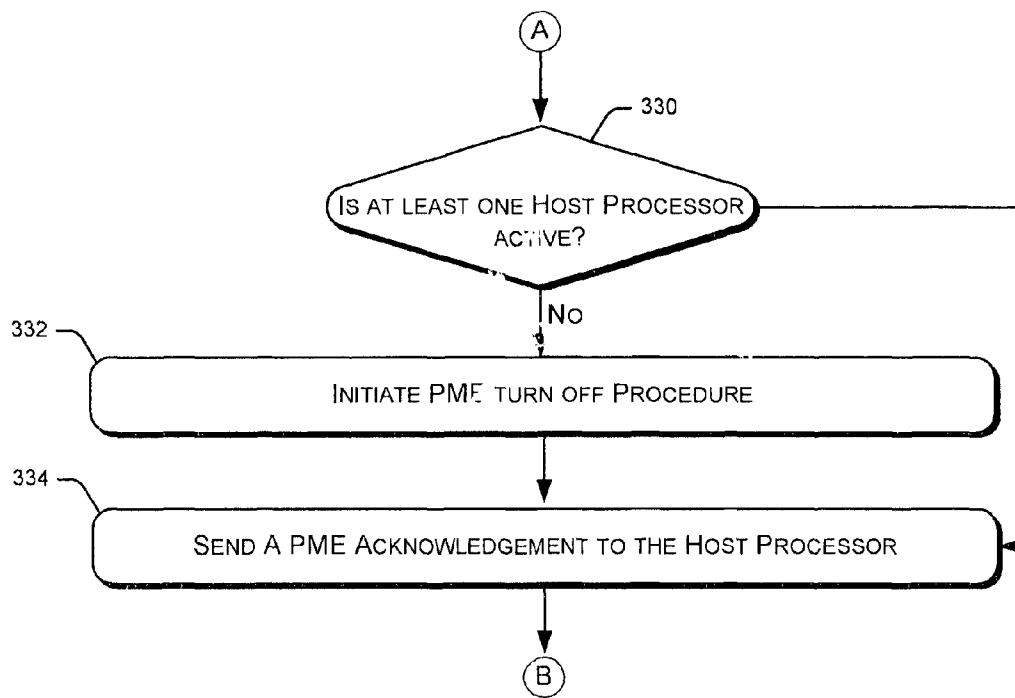 A
330
IS AT LEAST ONE HOST PROCESSOR
ACTIVE?
NO
332
INITIATE PME TURN OFF PROCEDURE
334
SEND A PME ACKNOWLEDGEMENT TO THE HOST PROCESSOR
B